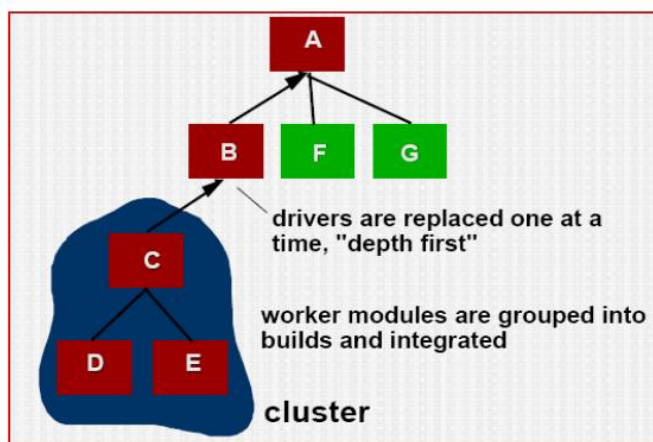 A
B
F
G
drivers are replaced one at a
time, "depth first"
C
worker modules are grouped into
builds and integrated
D
E
cluster